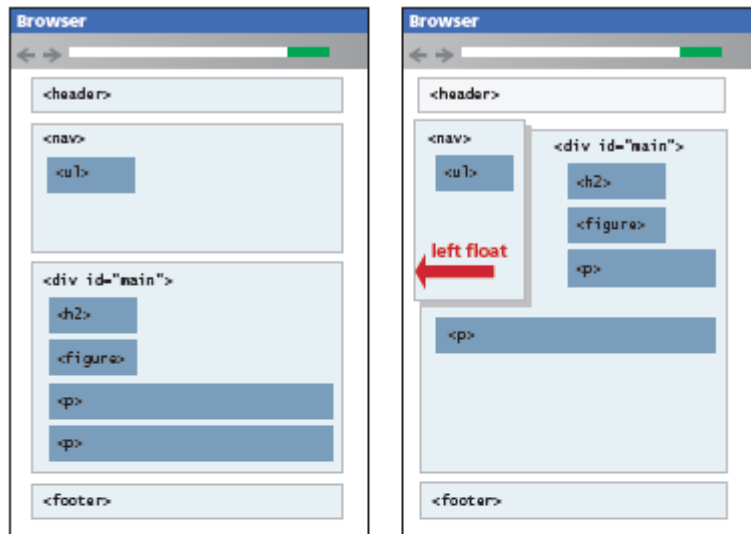 Browser
<header>
<nav>
<ul>
<div id="main">
<h2>
<figure>
<p>
<p>
<footer>
Browser
<header>
<nav>
<ul>
left float
<div id="main">
<h2>
<figure>
<p>
<p>
<footer>